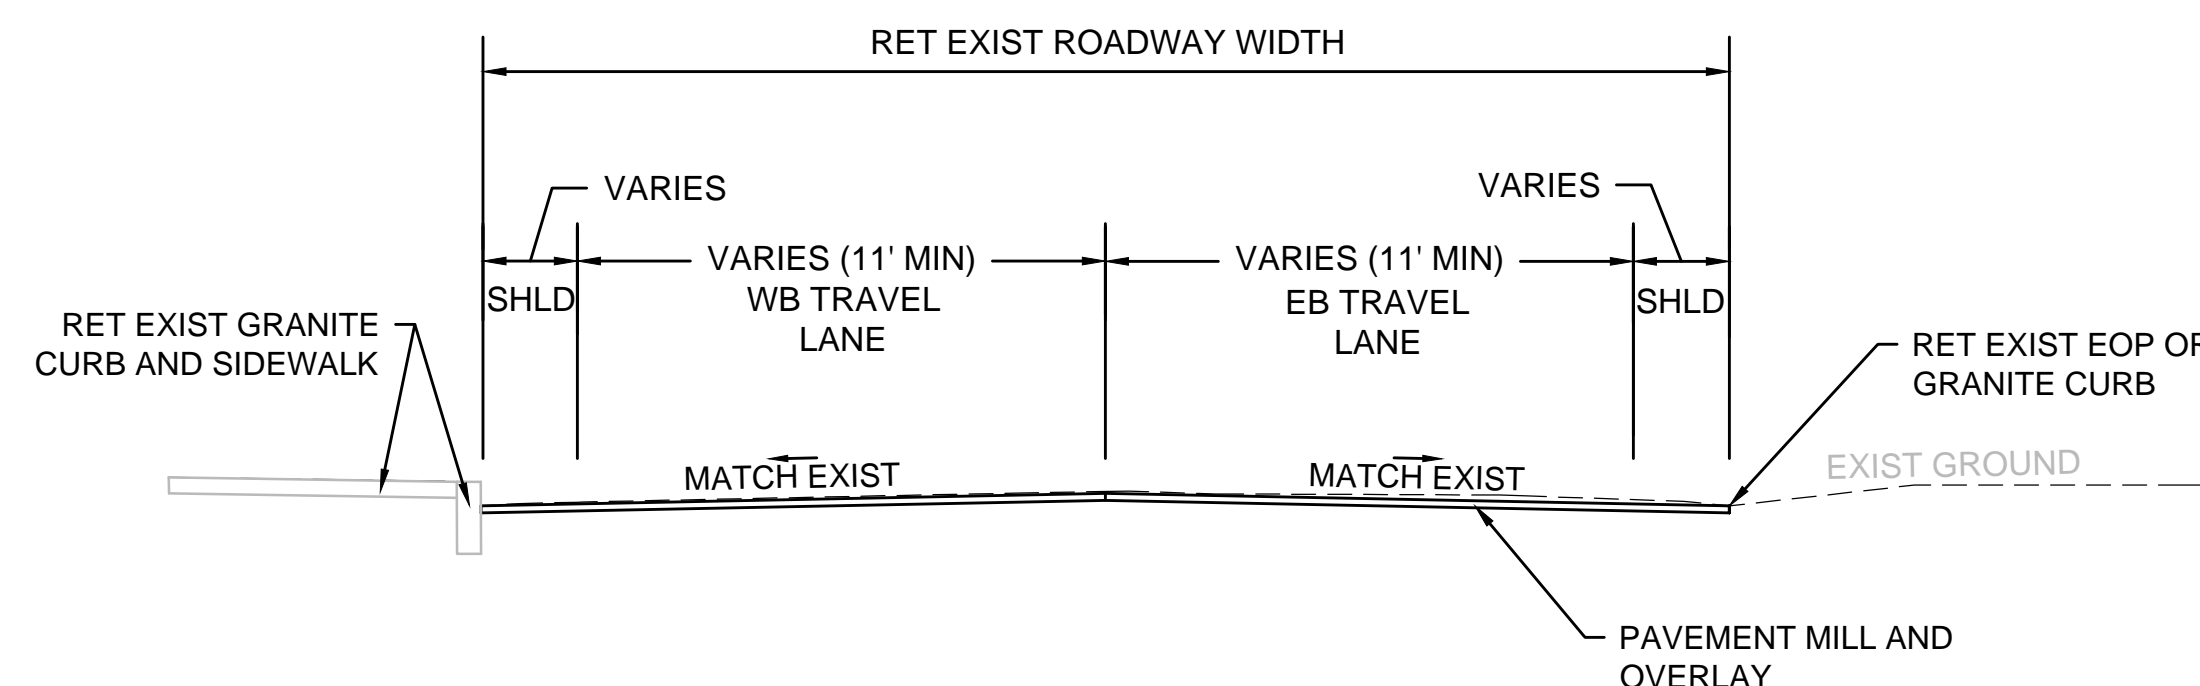 RET EXIST ROADWAY WIDTH
VARIES
VARIES
VARIES (11' MIN)
WB TRAVEL
LANE
VARIES (11' MIN)
EB TRAVEL
LANE
SHLD
SHLD
RET EXIST GRANITE
CURB AND SIDEWALK
RET EXIST EOP OR
GRANITE CURB
MATCH EXIST
MATCH EXIST
EXIST GROUND
PAVEMENT MILL AND
OVERLAY